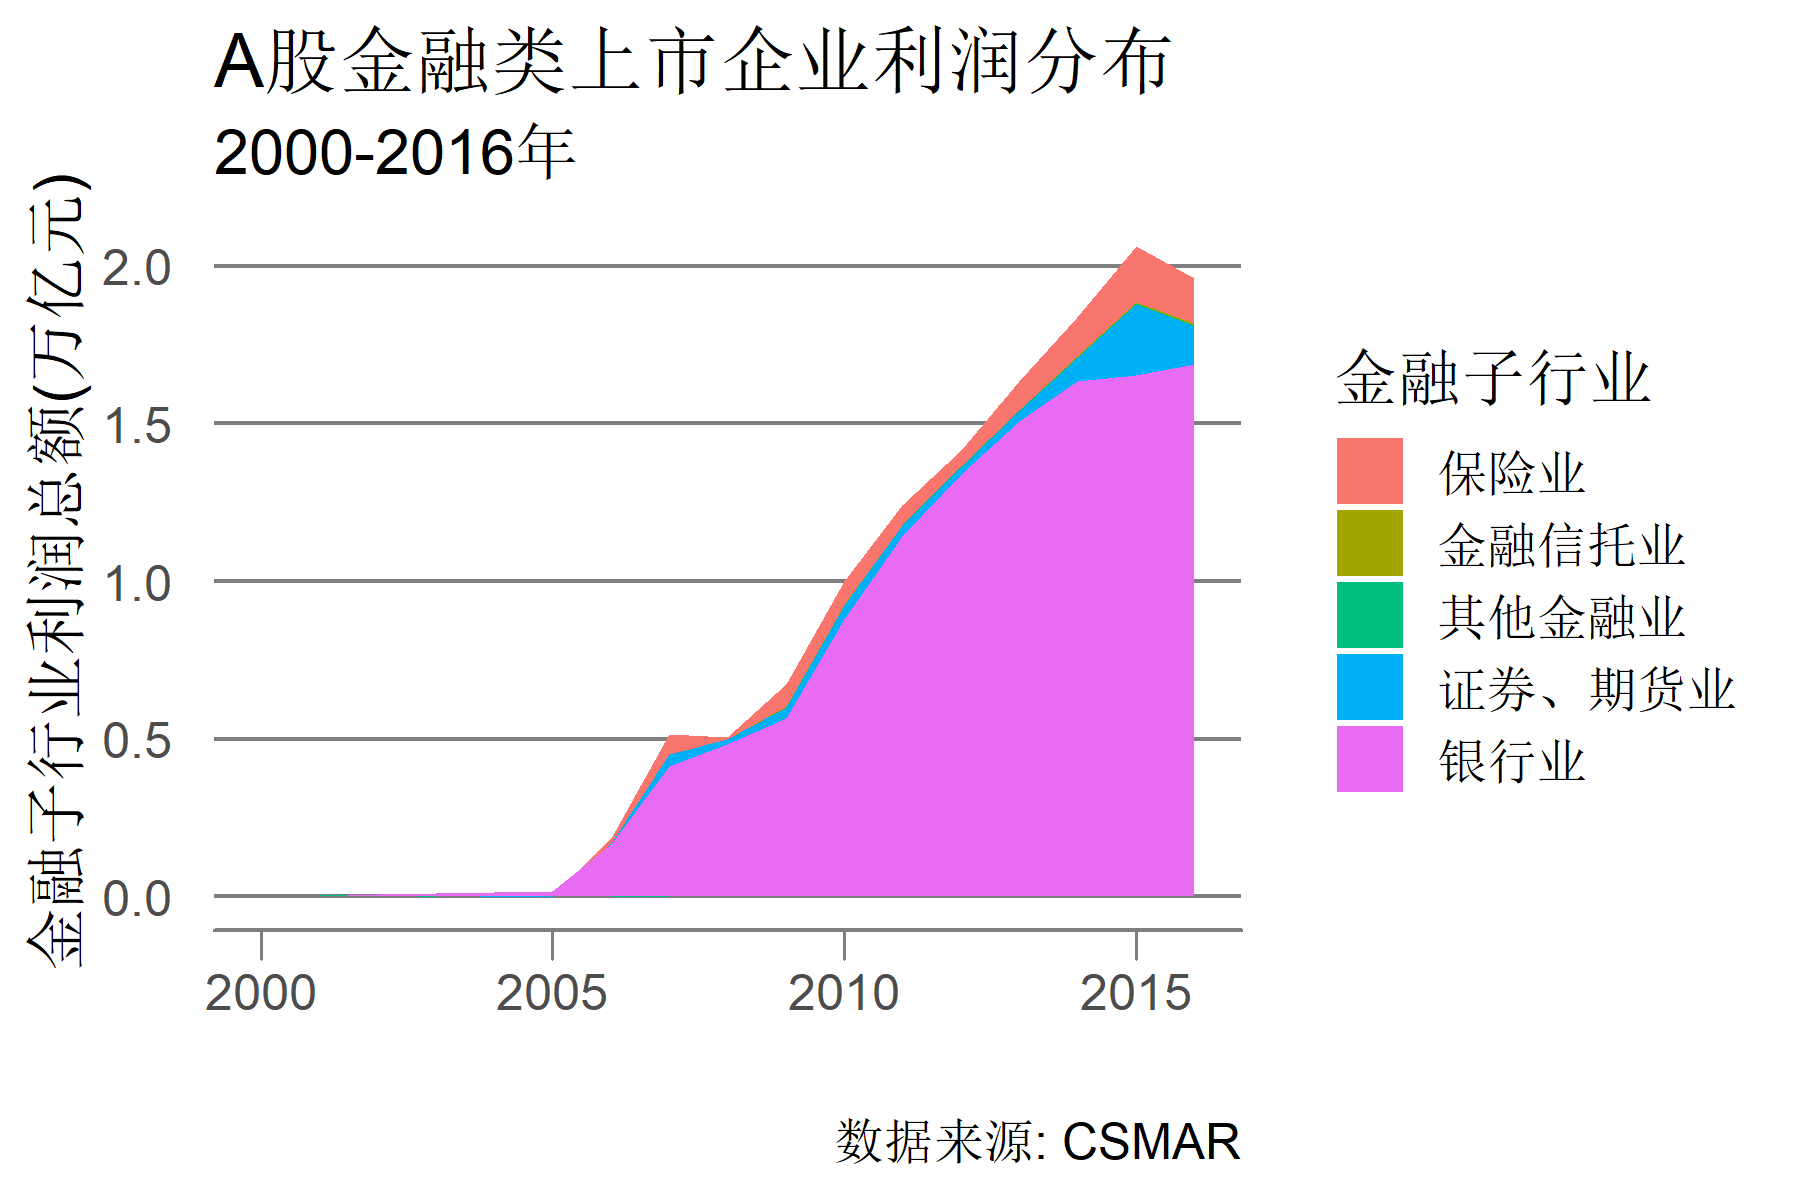 A股金融类上市企业利润分布
2000-2016年
金融子行业利润总额(万亿元)
2.0
1.5
1.0
0.5
0.0
2000 2005 2010 2015
金融子行业
保险业
金融信托业
其他金融业
证券、期货业
银行业
数据来源: CSMAR